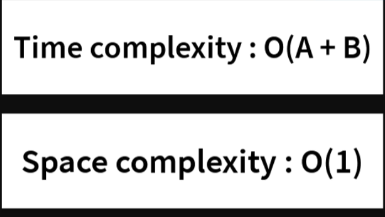 Time complexity : O(A + B)
Space complexity : O(1)